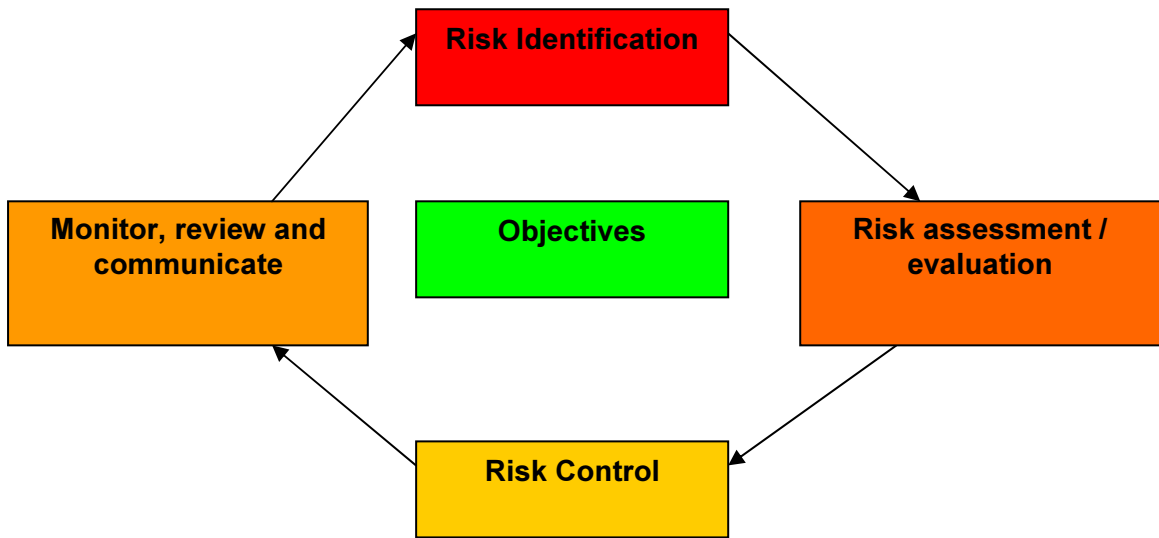 Risk Identification
Monitor, review and
communicate
Objectives
Risk assessment /
evaluation
Risk Control